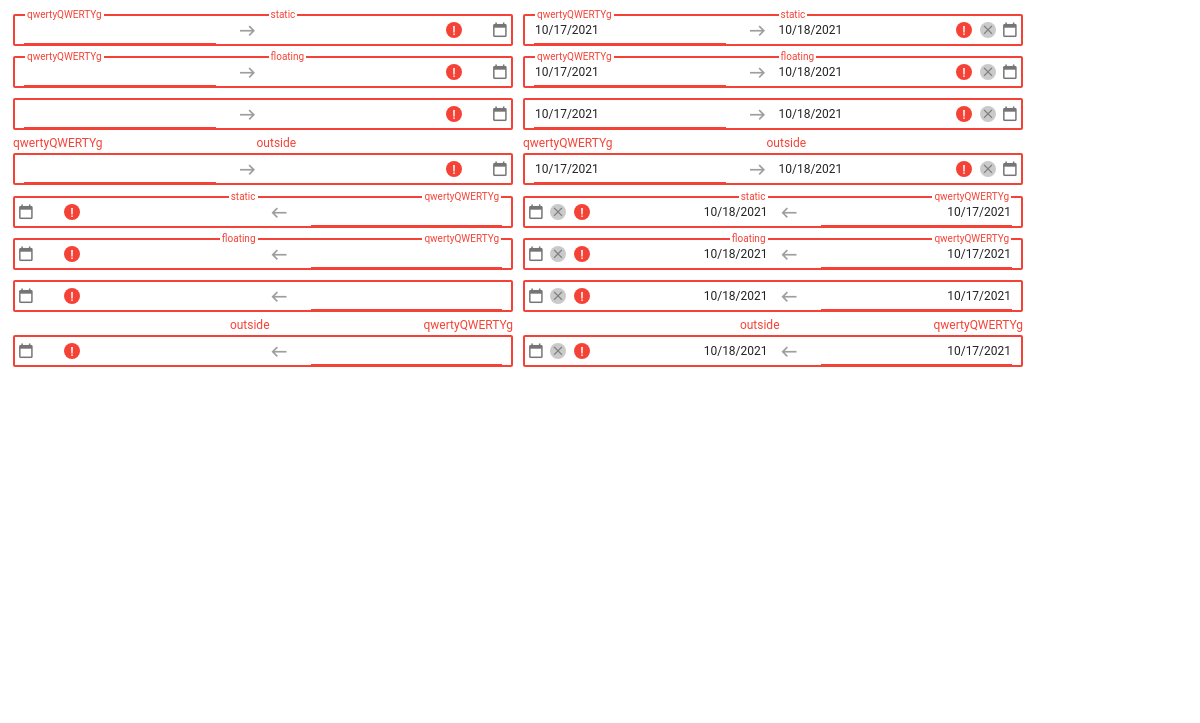 qwertyQWERTYg static qwertyQWERTYg static
10/17/2021 10/18/2021
qwertyQWERTYg floating qwertyQWERTYg floating
10/17/2021 10/18/2021
10/17/2021 10/18/2021
qwertyQWERTYg outside qwertyQWERTYg outside
10/17/2021 10/18/2021
static qwertyQWERTYg static qwertyQWERTYg
10/18/2021 10/17/2021
floating qwertyQWERTYg floating qwertyQWERTYg
10/18/2021 10/17/2021
10/18/2021 10/17/2021
outside qwertyQWERTYg outside qwertyQWERTYg
10/18/2021 10/17/2021